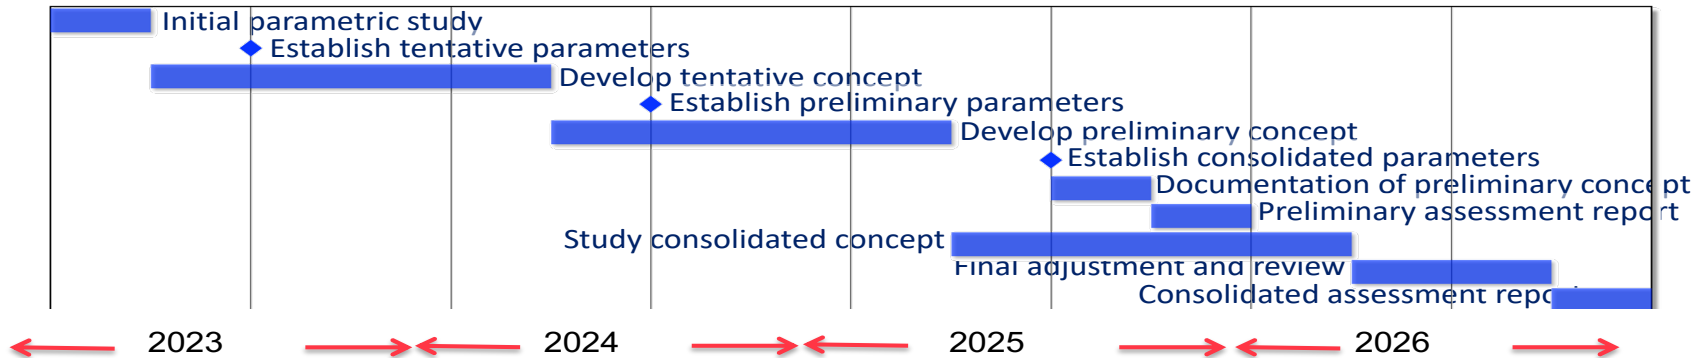 Initial parametric study
Establish tentative parameters
Develop tentative concept
Establish preliminary parameters
Develop preliminary concept
Establish consolidated parameters
Documentation of preliminary concept
Preliminary assessment report
Study consolidated concept
Final adjustment and review
Consolidated assessment repo
2023 2024 2025 2026